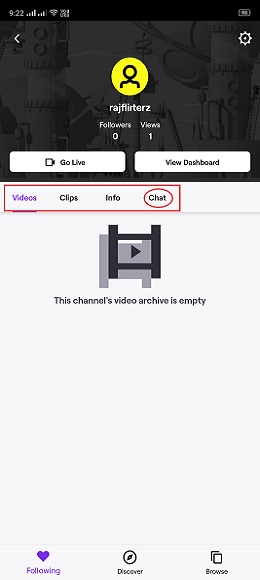 9:22
rajflirterz
Followers Views
0 1
Go Live View Dashboard
Videos Clips Info Chat
This channel's video archive is empty
Following Discover Browse